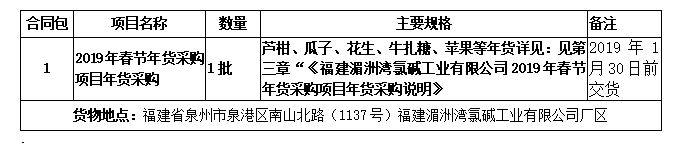 合同包 项目名称 数量 主要规格 备注
1 2019年春节年货采购项目年货采购 1批 芦柑、瓜子、花生、牛扎糖、苹果等年货详见：见第三章“《福建湄洲湾氯碱工业有限公司2019年春节年货采购项目年货采购说明》 2019年1月30日前交货
货物地点：福建省泉州市泉港区南山北路（1137号）福建湄洲湾氯碱工业有限公司厂区